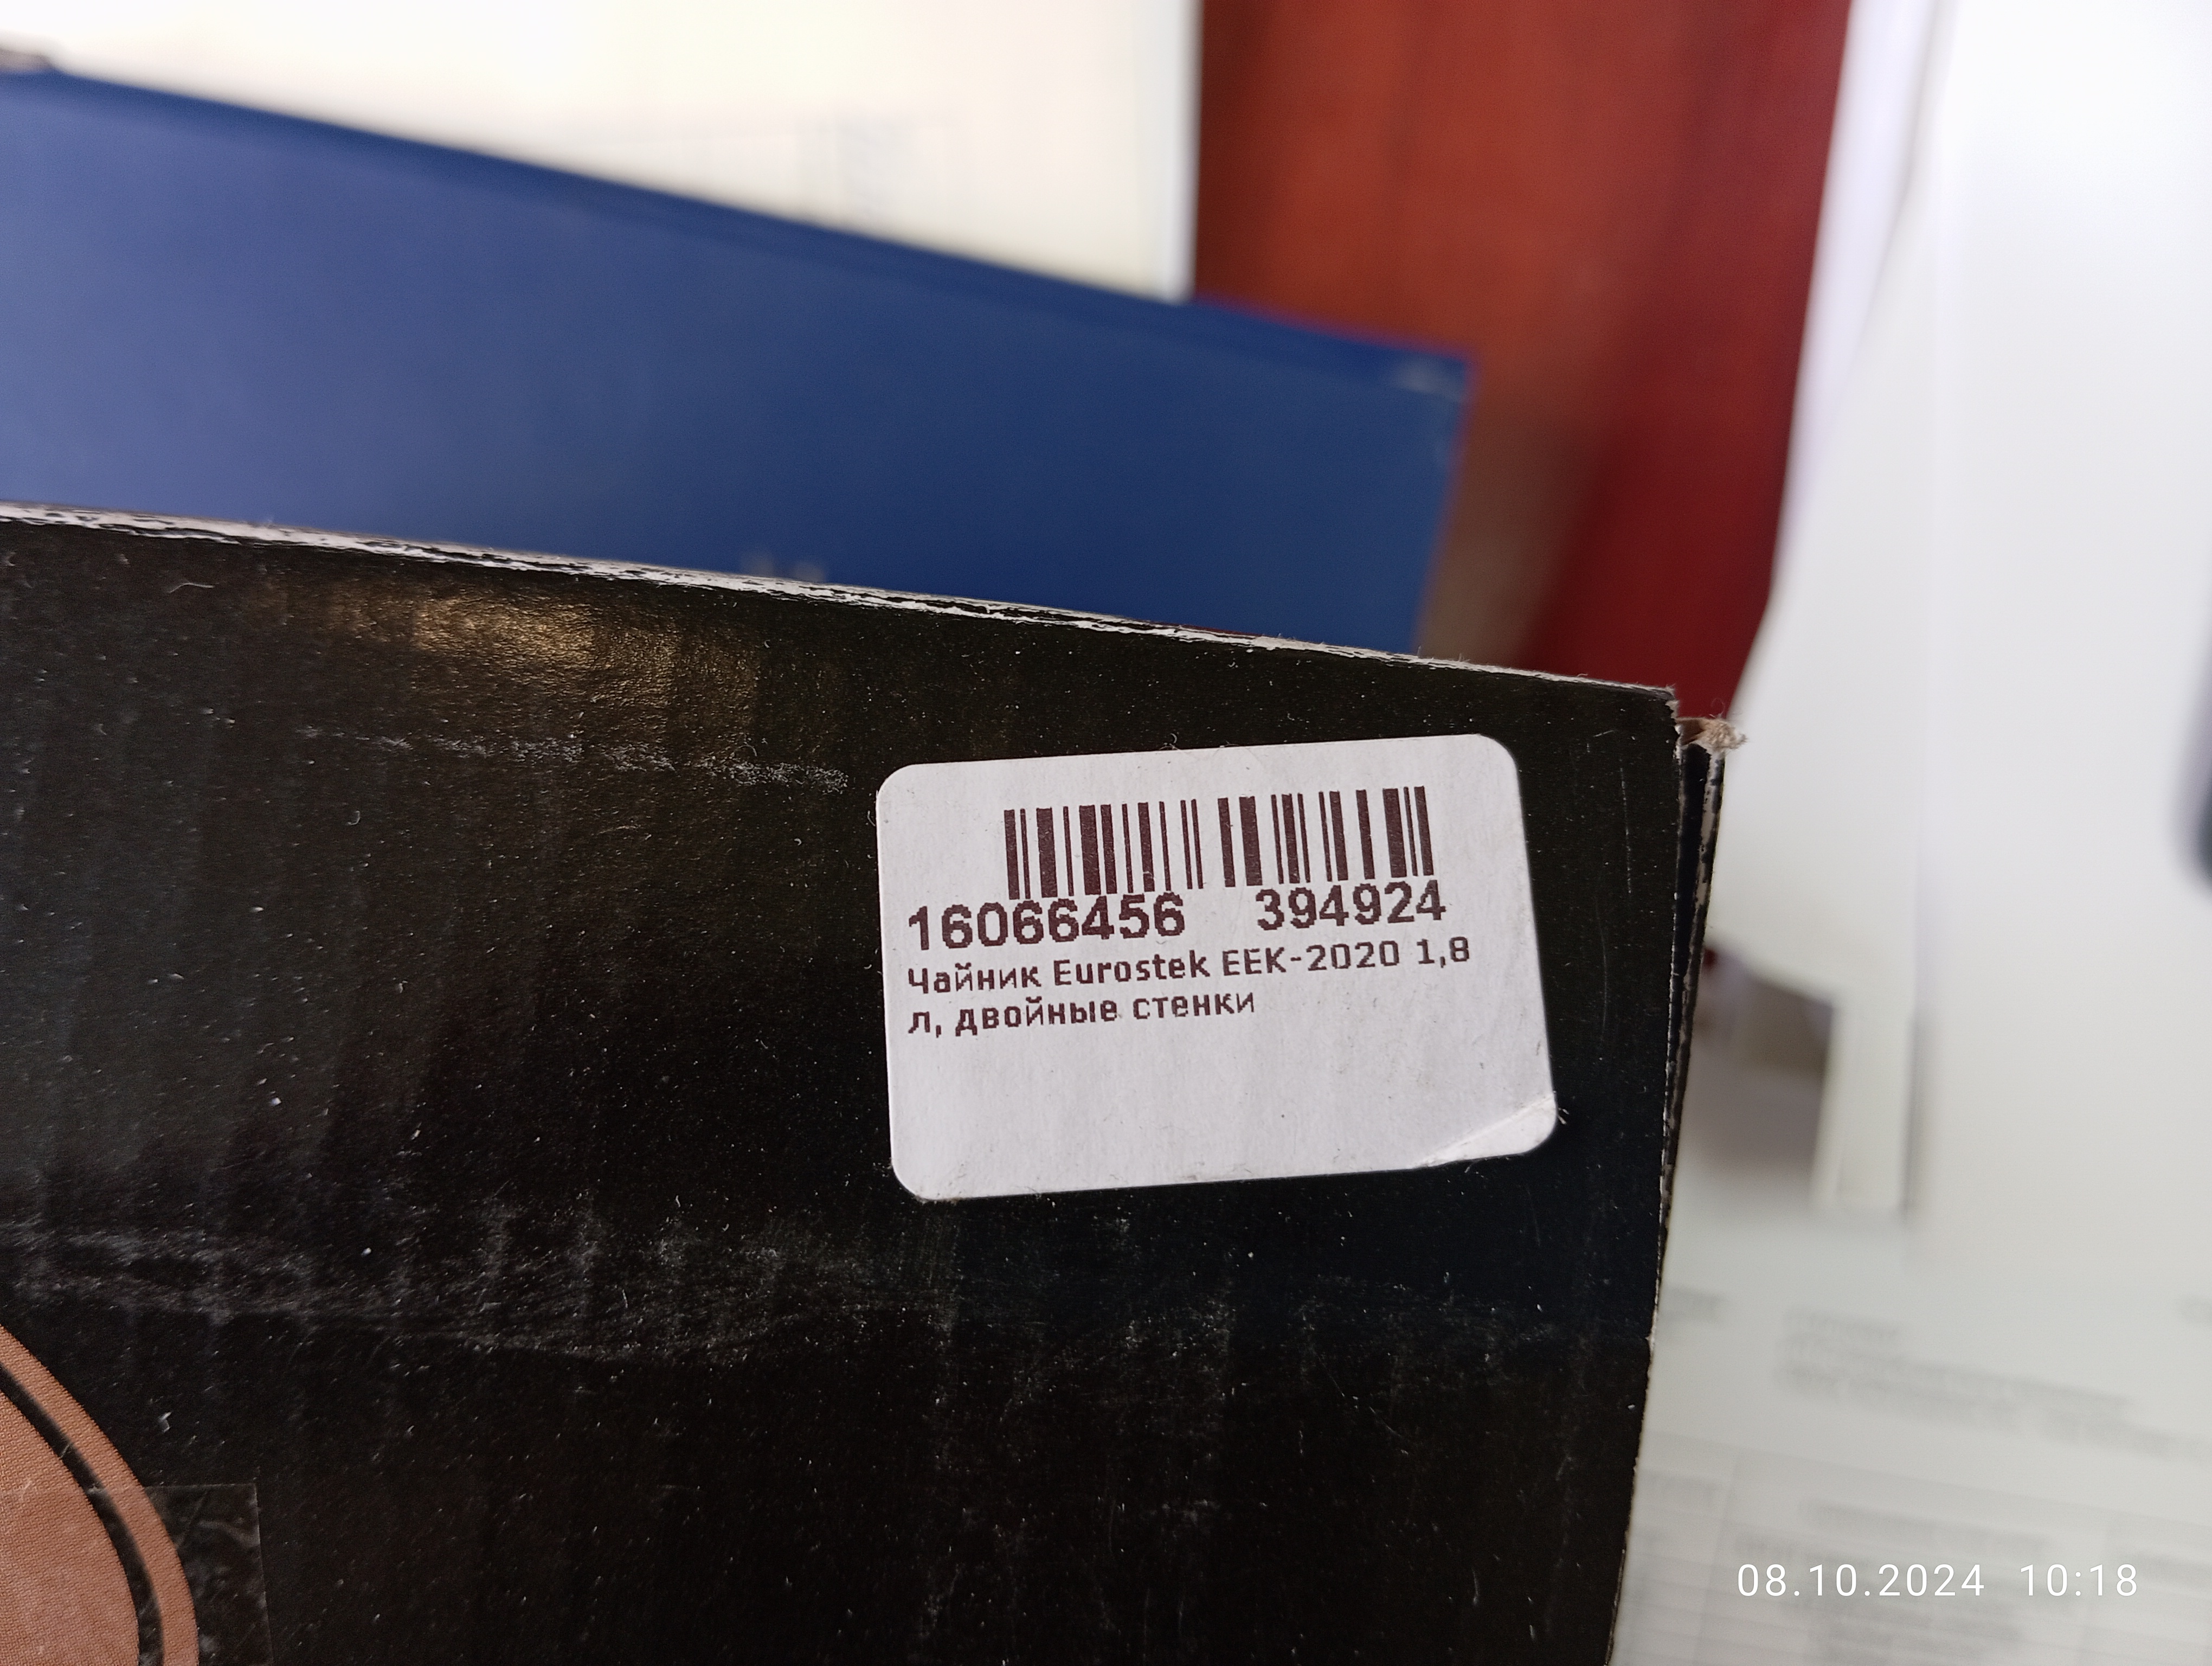 16066456 394924
Чайник Eurostek EEK-2020 1,8
л, двойные стенки
08.10.2024 10:18